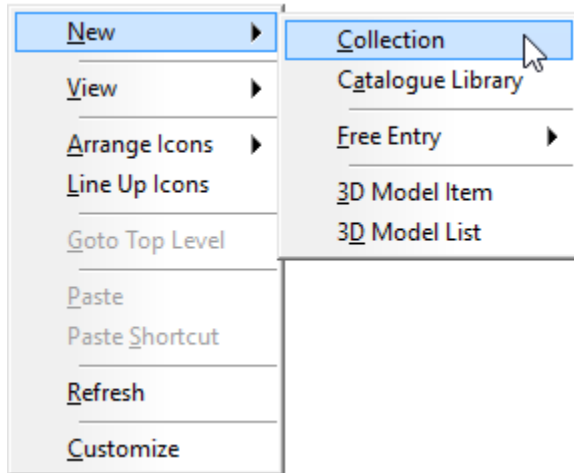 New
View
Arrange Icons
Line Up Icons
Goto Top Level
Paste
Paste Shortcut
Refresh
Customize
Collection
Catalogue Library
Free Entry
3D Model Item
3D Model List